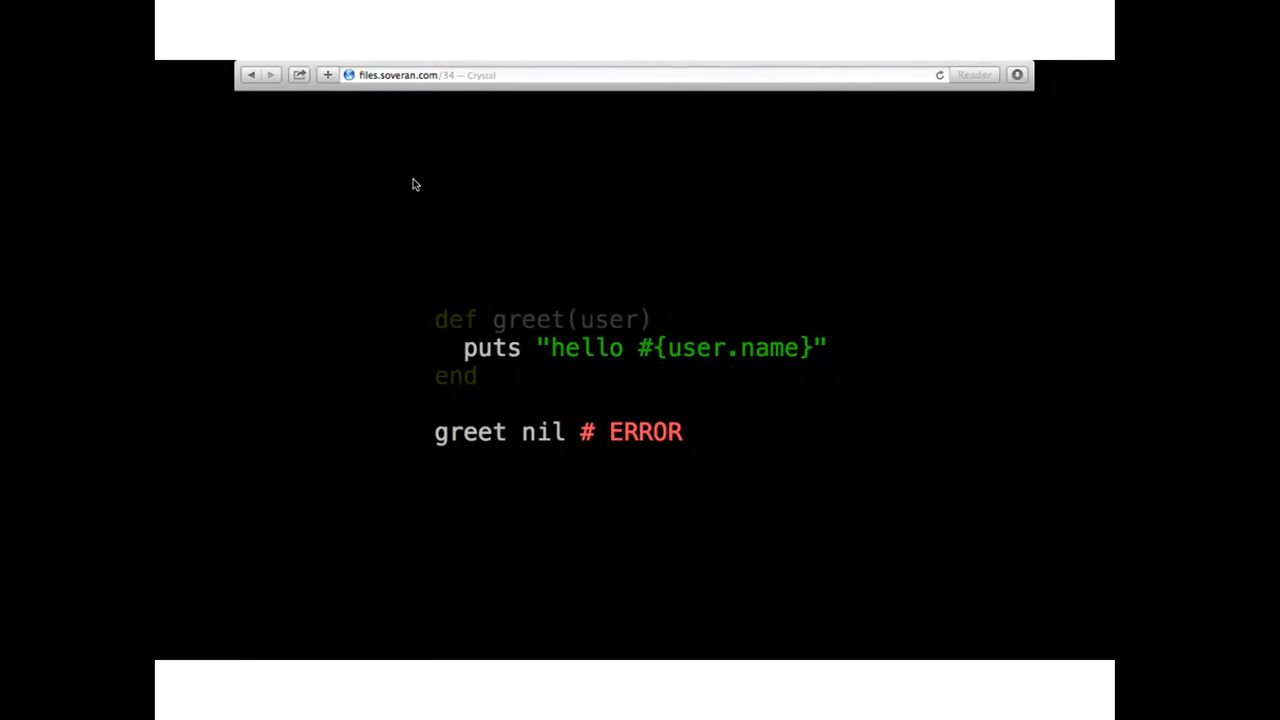 files.soveran.com/34 — Crystal
Reader
def greet(user)
  puts "hello #{user.name}"
end
greet nil # ERROR